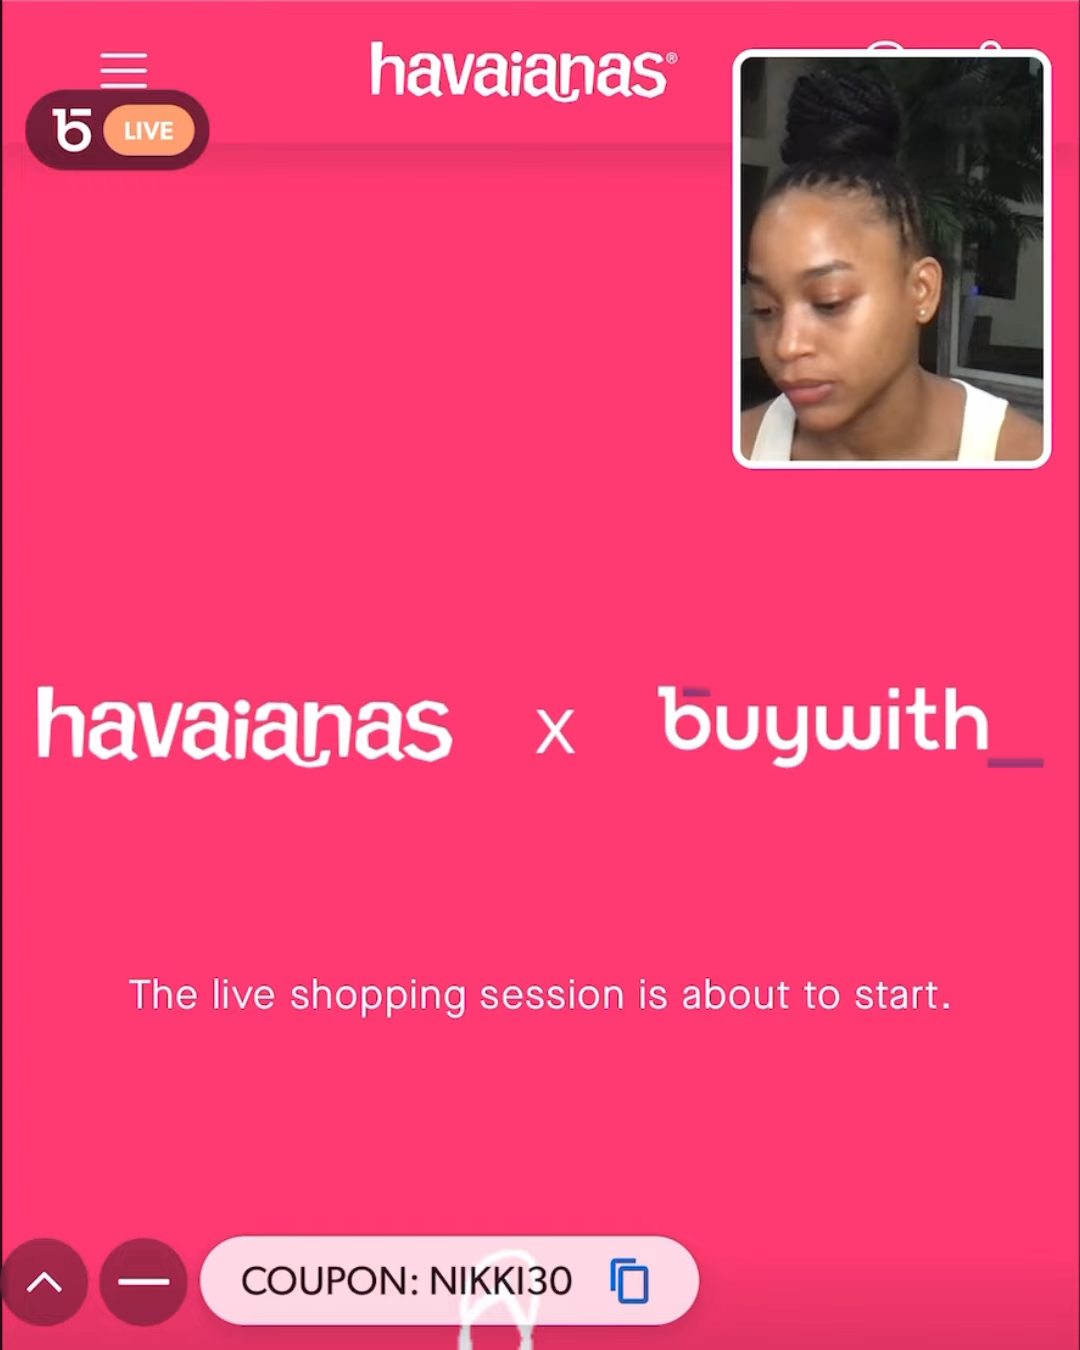 havaianas®
b LIVE
havaianas x buywith_
The live shopping session is about to start.
COUPON: NIKKI30